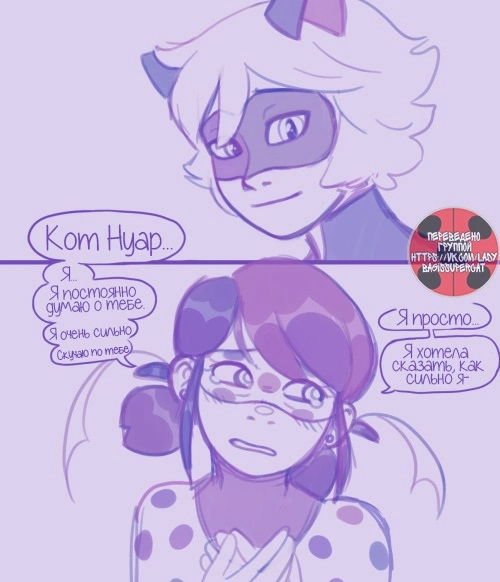 Кот Нуар...
ПЕРЕВЕДЕНО
ГРУППОЙ
HTTPS://VK.COM/LADY
BAGISSUPERCAT
Я...
Я постоянно
думаю о тебе.
Я очень сильно
Скучаю по тебе
Я просто...
Я хотела
сказать, как
сильно я-